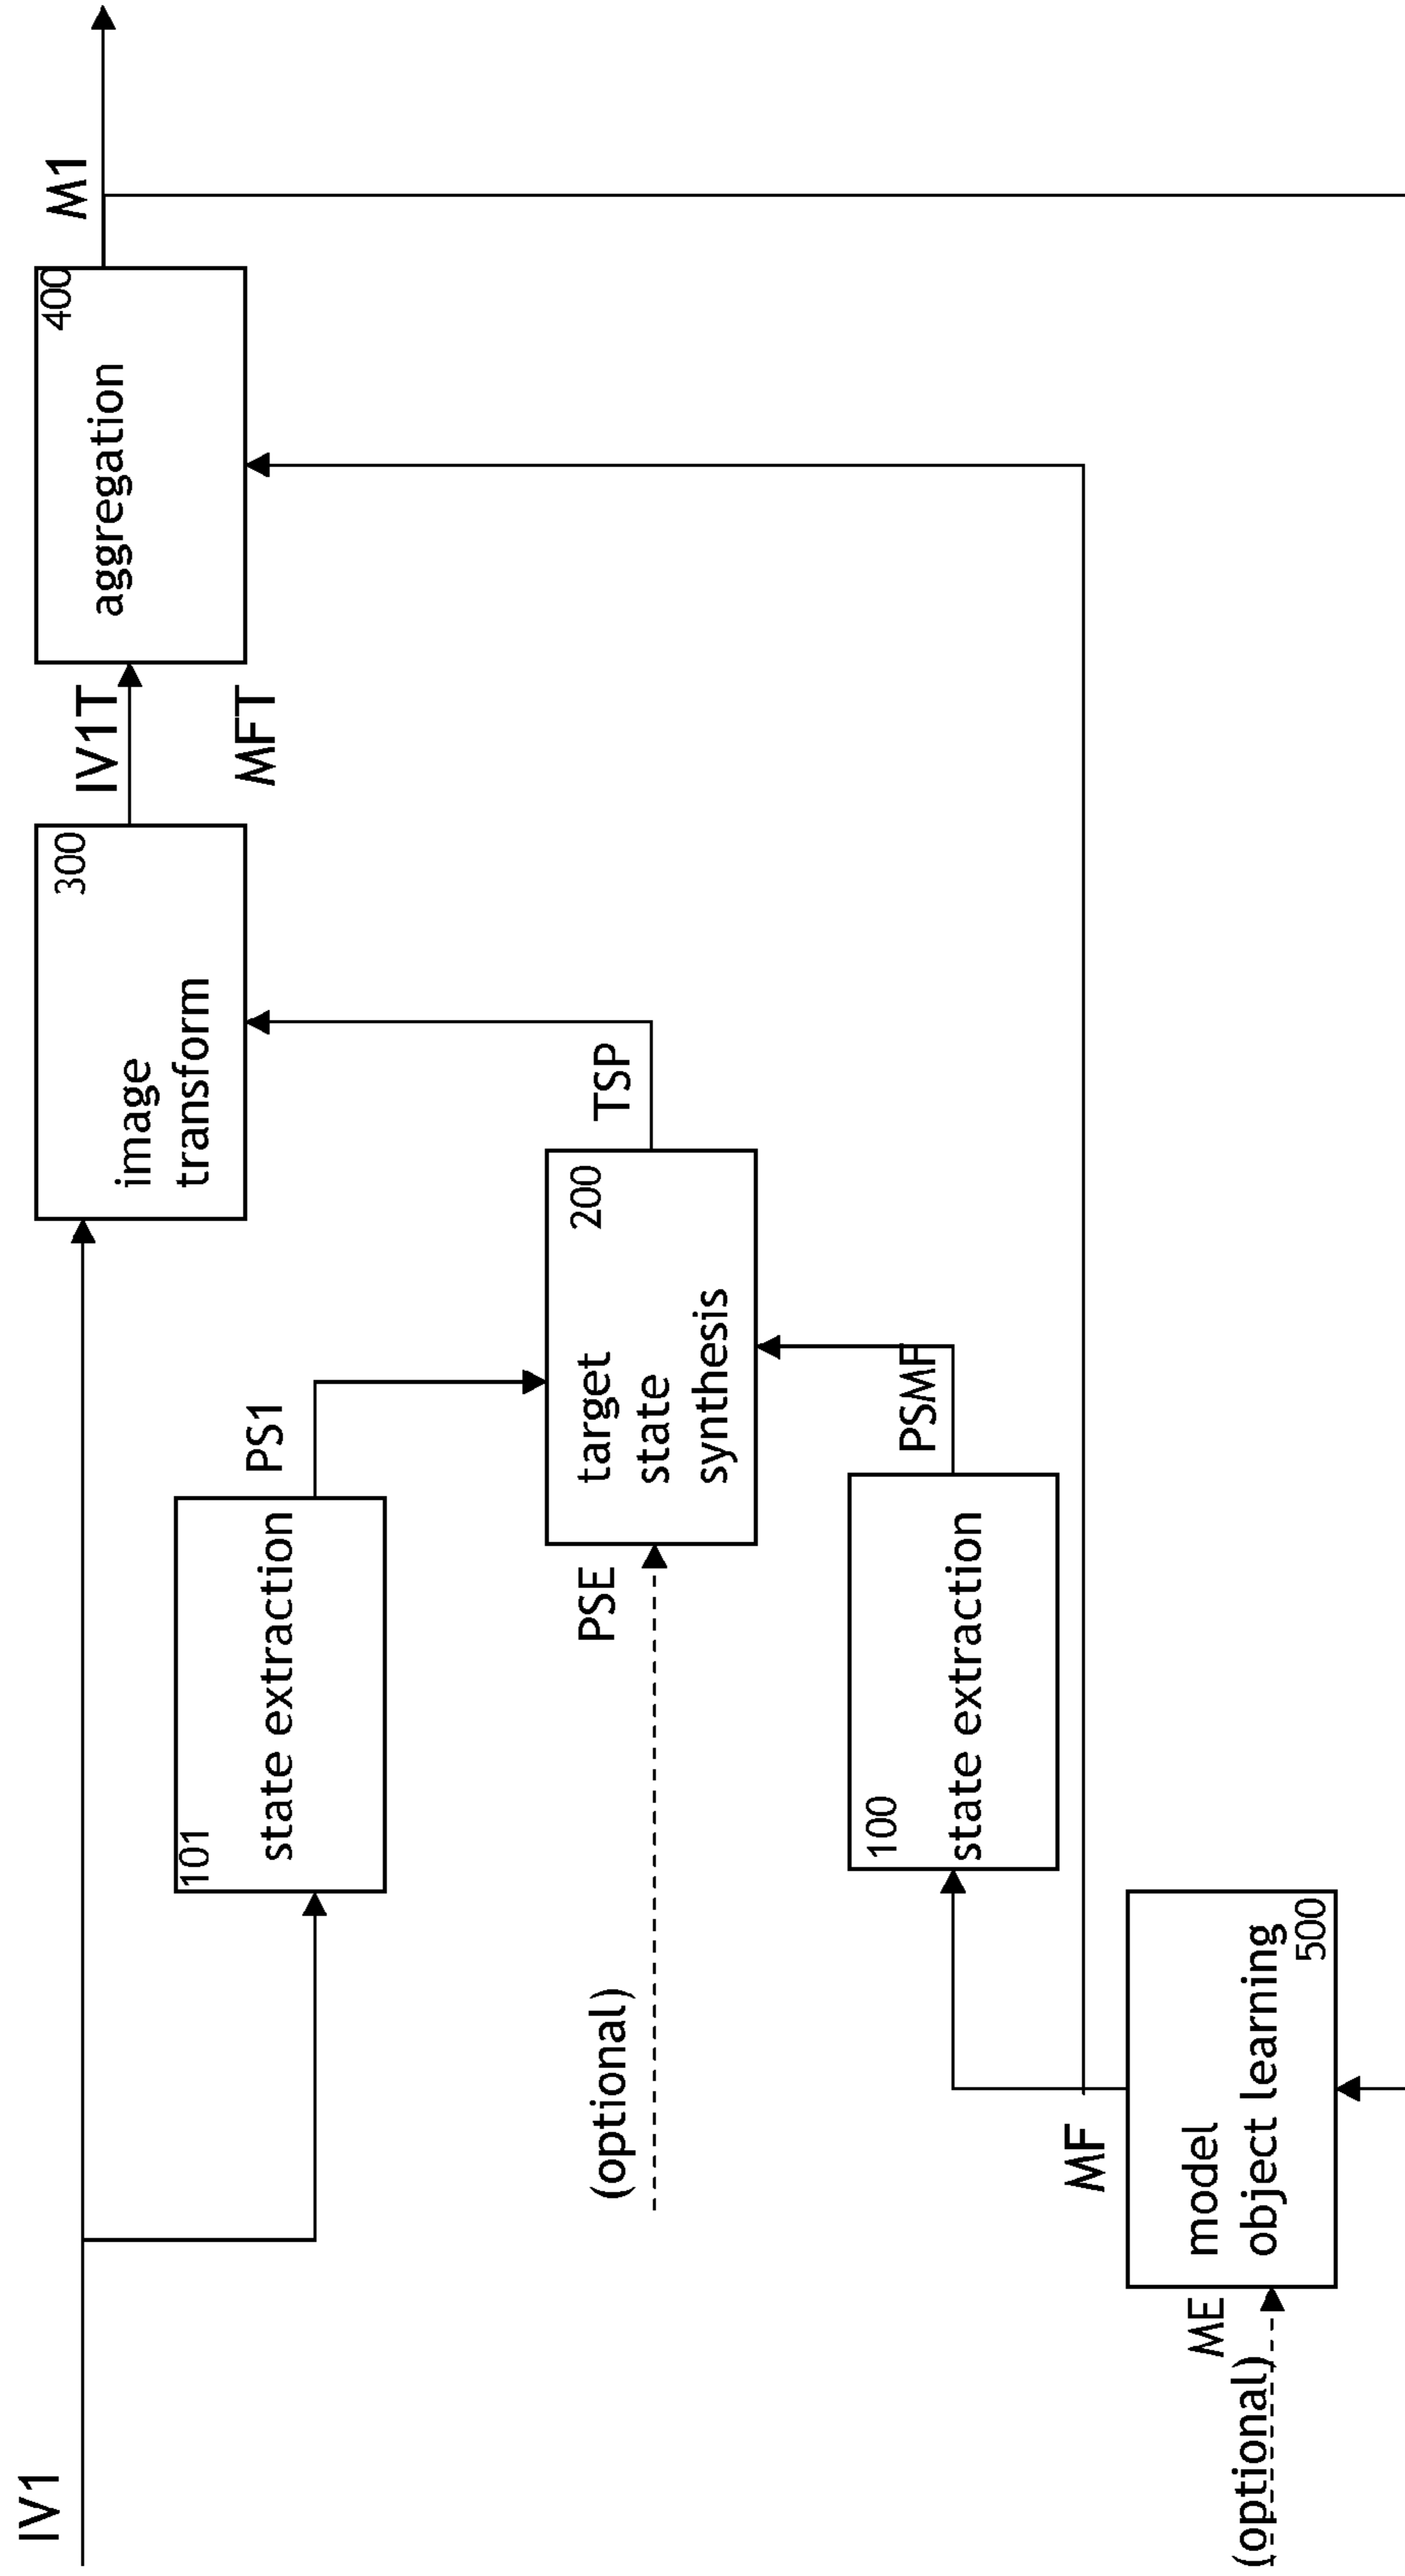 IV1
101
state extraction
PS1
image
transform
300
IV1T
MFT
aggregation
400
M1
(optional)
PSE
target
state
synthesis
200
TSP
100
state extraction
PSMF
MF
ME
(optional)
model
object learning
500